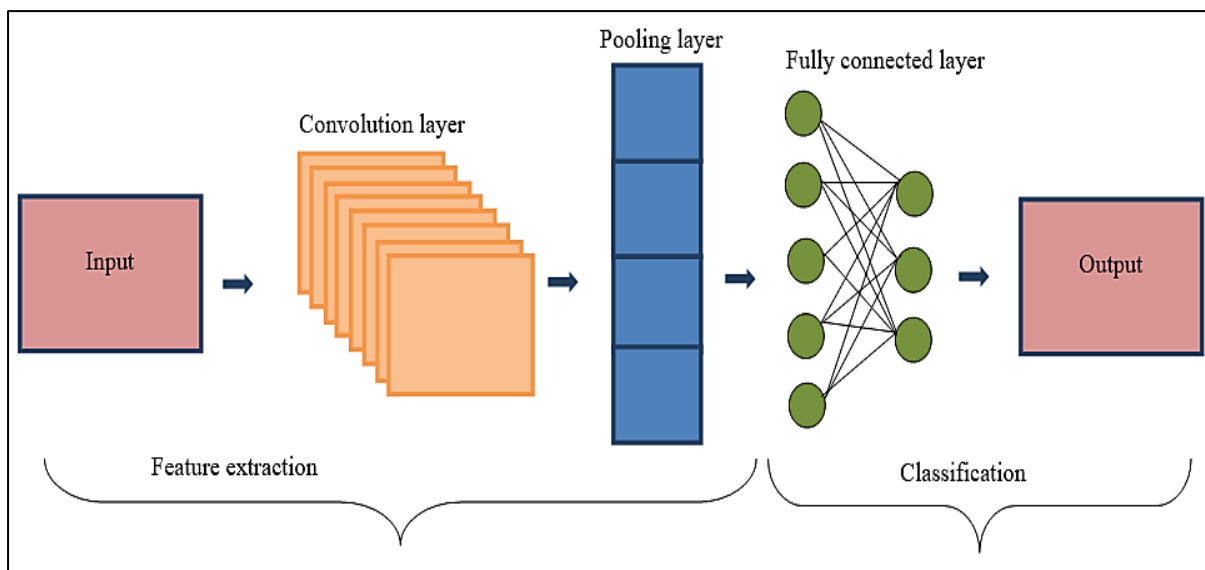 Pooling layer
Fully connected layer
Convolution layer
Input
Output
Feature extraction
Classification